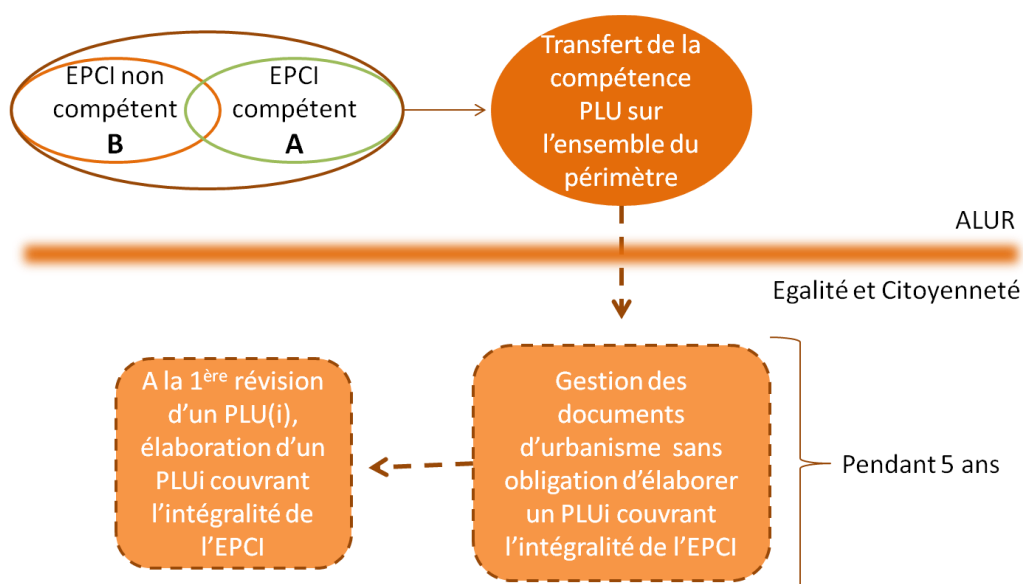 EPCI non
compétent
B
EPCI
compétent
A
Transfert de la
compétence
PLU sur
l’ensemble du
périmètre
ALUR
Egalité et Citoyenneté
A la 1ère révision
d’un PLU(i),
élaboration d’un
PLUi couvrant
l’intégralité de
l’EPCI
Gestion des
documents
d’urbanisme sans
obligation d’élaborer
un PLUi couvrant
l’intégralité de l’EPCI
Pendant 5 ans